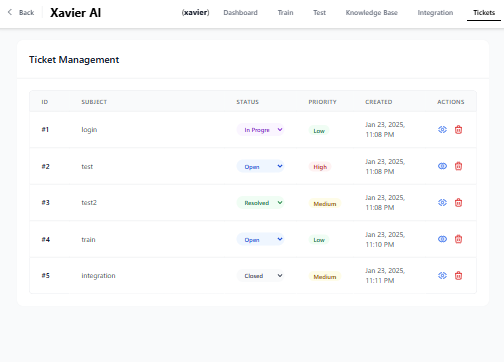 Back Xavier AI (xavier) Dashboard Train Test Knowledge Base Integration Tickets
Ticket Management
ID SUBJECT STATUS PRIORITY CREATED ACTIONS
#1 login In Progre Low Jan 23, 2025,
11:08 PM
#2 test Open High Jan 23, 2025,
11:08 PM
#3 test2 Resolved Medium Jan 23, 2025,
11:08 PM
#4 train Open Low Jan 23, 2025,
11:10 PM
#5 integration Closed Medium Jan 23, 2025,
11:11 PM